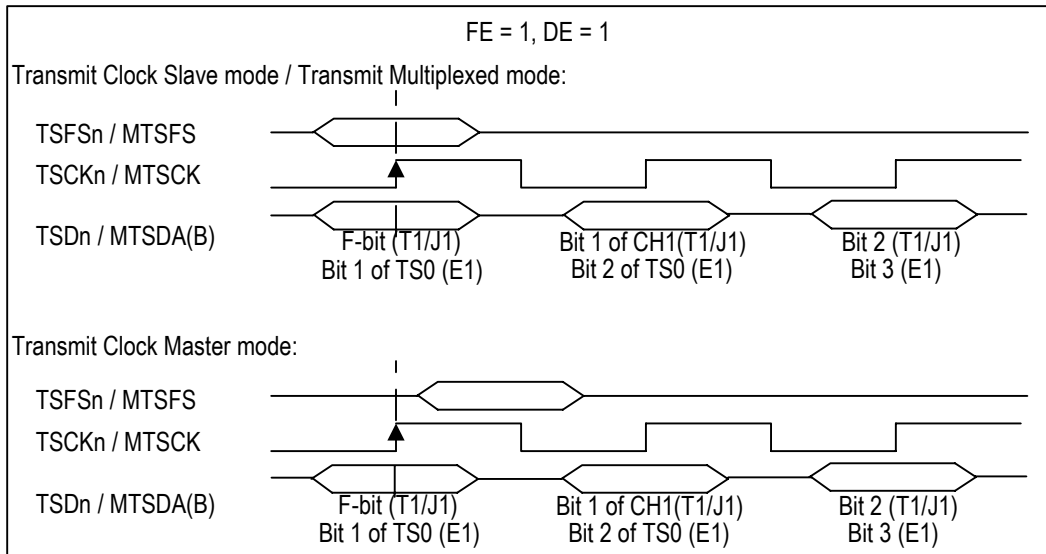 FE = 1, DE = 1
Transmit Clock Slave mode / Transmit Multiplexed mode:
TSFSn / MTSFS
TSCKn / MTSCK
TSDn / MTSDA(B)
F-bit (T1/J1)
Bit 1 of TS0 (E1)
Bit 1 of CH1(T1/J1)
Bit 2 of TS0 (E1)
Bit 2 (T1/J1)
Bit 3 (E1)
Transmit Clock Master mode:
TSFSn / MTSFS
TSCKn / MTSCK
TSDn / MTSDA(B)
F-bit (T1/J1)
Bit 1 of TS0 (E1)
Bit 1 of CH1(T1/J1)
Bit 2 of TS0 (E1)
Bit 2 (T1/J1)
Bit 3 (E1)